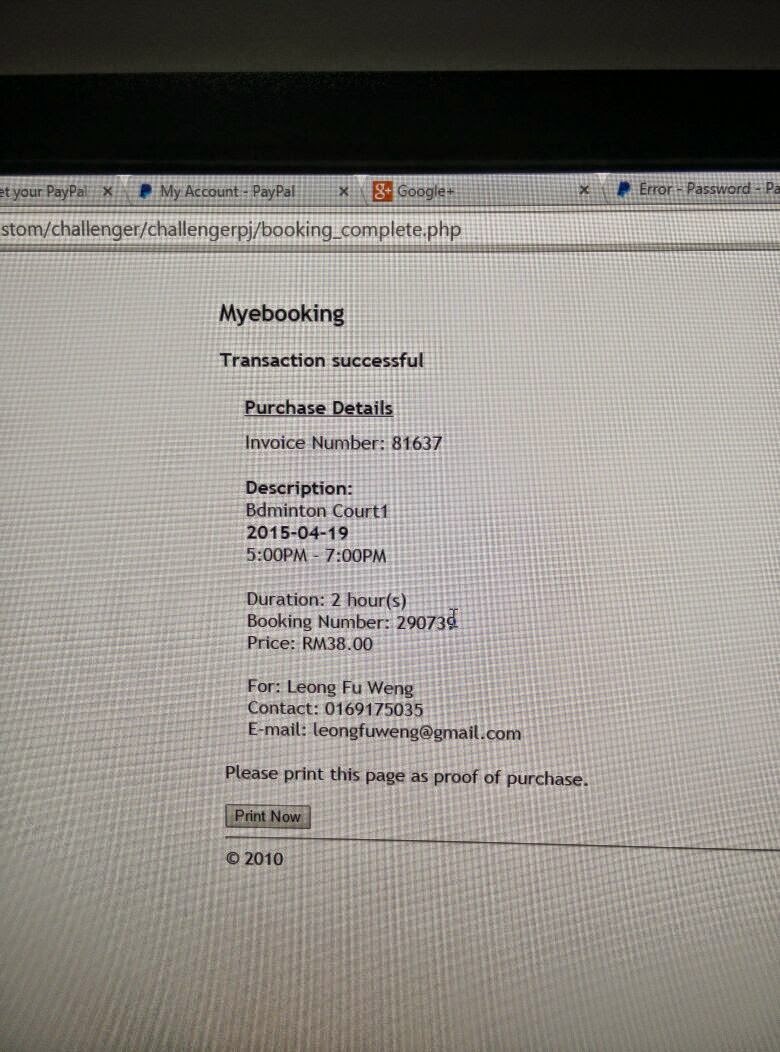 et your PayPal
My Account - PayPal
g+ Google+
Error - Password - Pa
stom/challenger/challengerpj/booking_complete.php
Myebooking
Transaction successful
Purchase Details
Invoice Number: 81637
Description:
Bdminton Court1
2015-04-19
5:00PM - 7:00PM
Duration: 2 hour(s)
Booking Number: 290739
Price: RM38.00
For: Leong Fu Weng
Contact: 0169175035
E-mail: leongfuweng@gmail.com
Please print this page as proof of purchase.
Print Now
© 2010